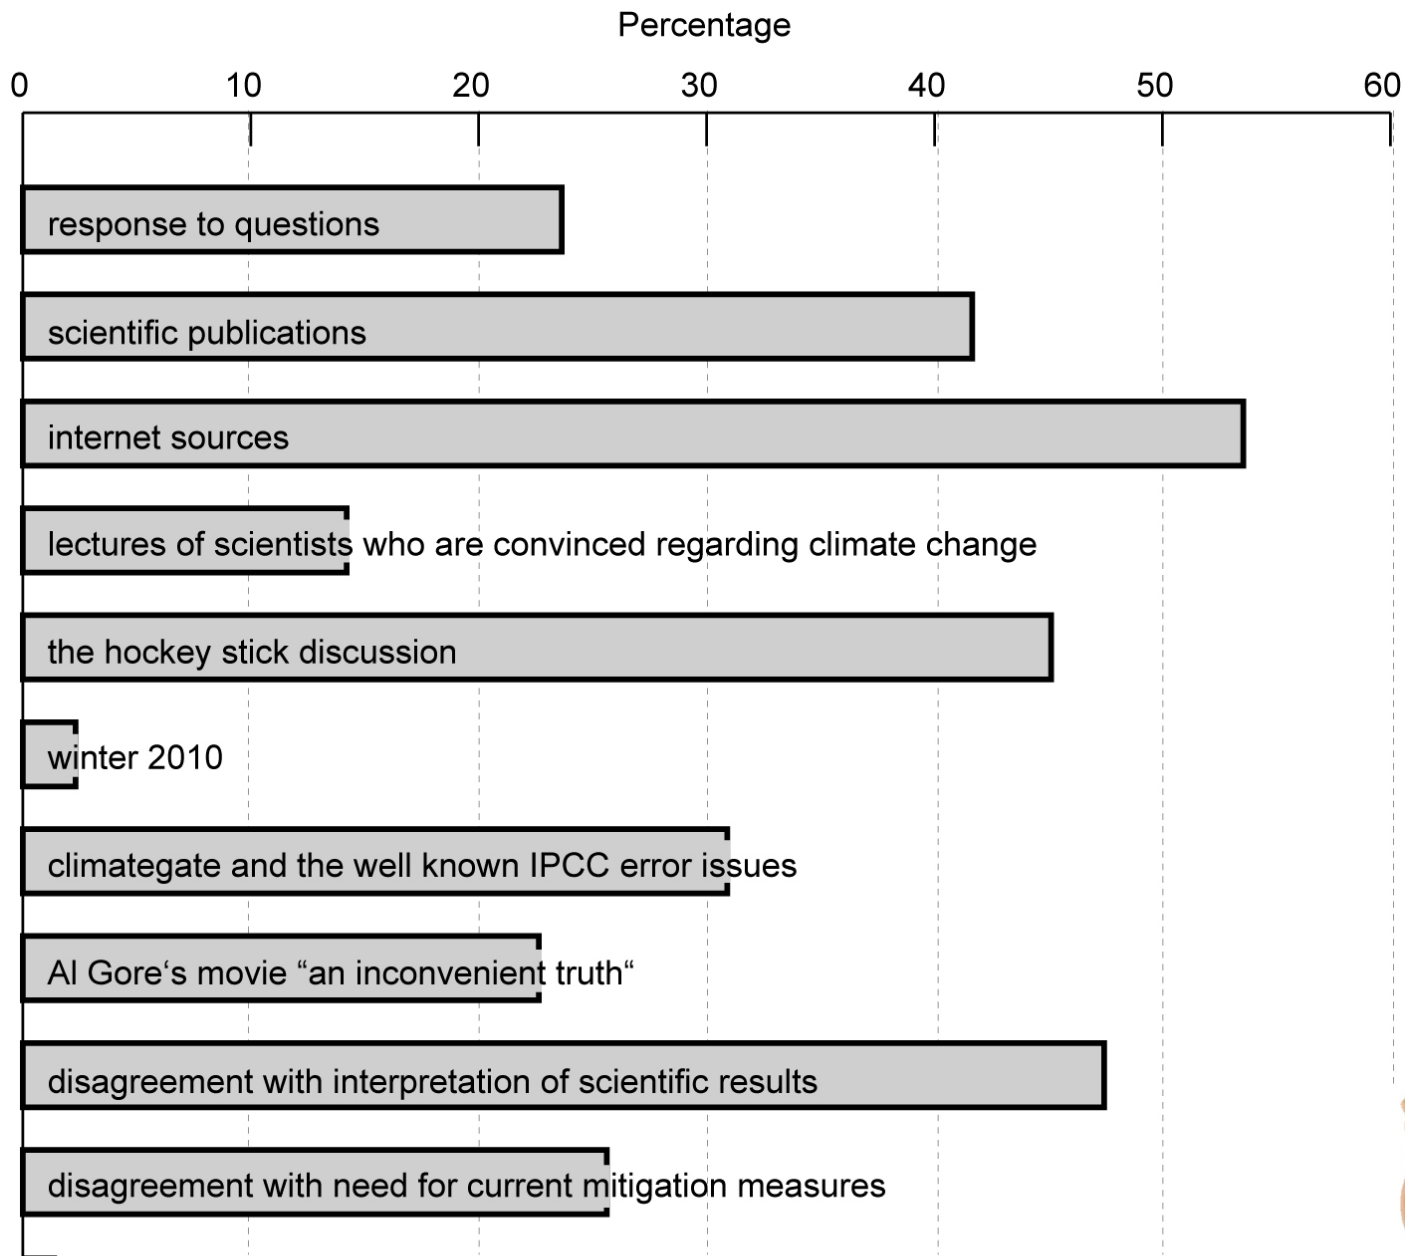 Percentage
0 10 20 30 40 50 60
response to questions
scientific publications
internet sources
lectures of scientists who are convinced regarding climate change
the hockey stick discussion
winter 2010
climategate and the well known IPCC error issues
Al Gore‘s movie “an inconvenient truth“
disagreement with interpretation of scientific results
disagreement with need for current mitigation measures